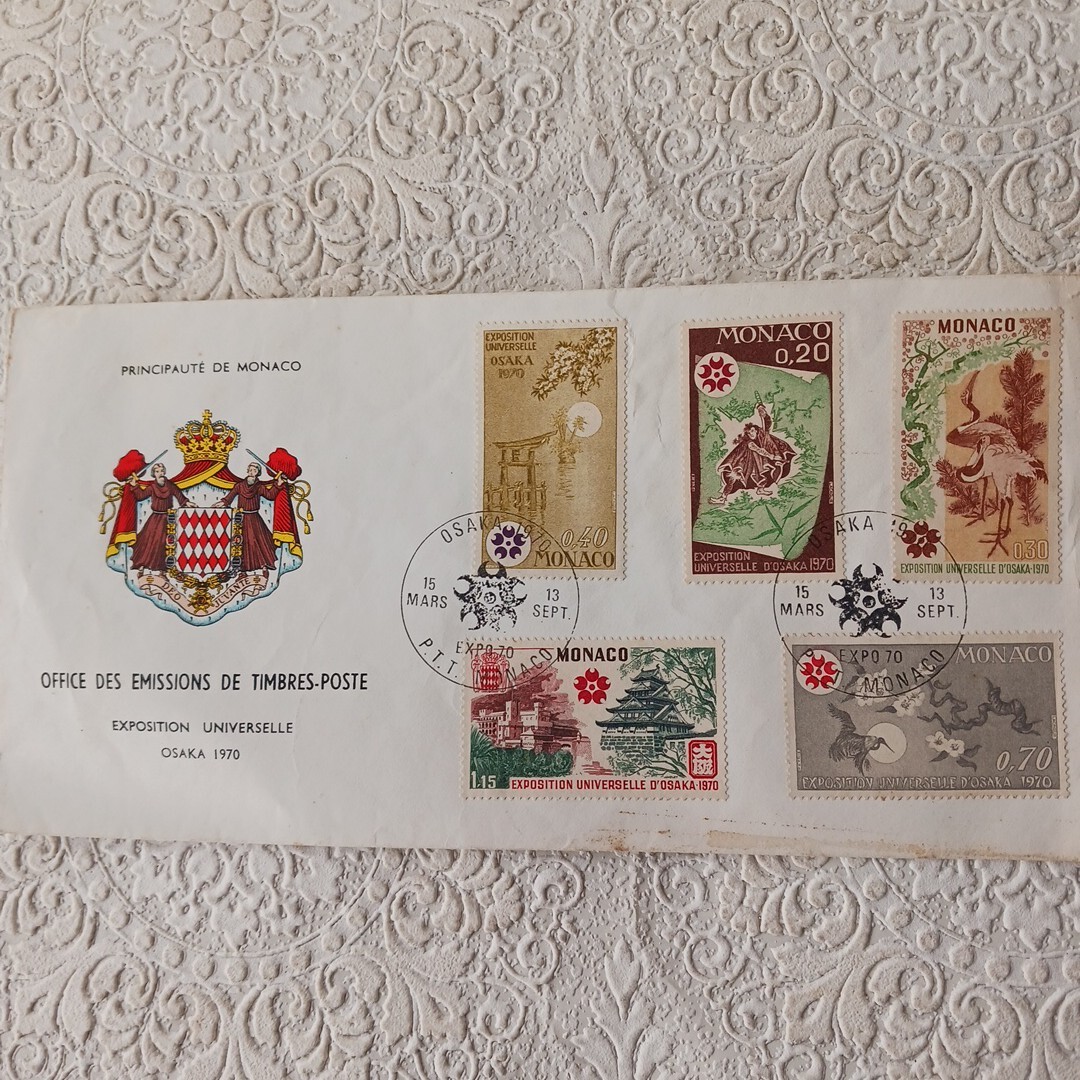 PRINCIPAUTÉ DE MONACO
DEO JUVANTE
OFFICE DES EMISSIONS DE TIMBRES-POSTE
EXPOSITION UNIVERSELLE
OSAKA 1970
EXPOSITION
UNIVERSELLE
OSAKA
1970
0,40
MONACO
MONACO
0,20
EXPOSITION
UNIVERSELLE D'OSAKA 1970
MONACO
0,30
EXPOSITION UNIVERSELLE D'OSAKA-1970
OSAKA 1970
15
MARS
13
SEPT.
EXPO 70
P.T.T. MONACO
OSAKA 1970
15
MARS
13
SEPT.
EXPO 70
P.T.T. MONACO
MONACO
1.15
EXPOSITION UNIVERSELLE D'OSAKA-1970
MONACO
0,70
EXPOSITION UNIVERSELLE D'OSAKA 1970